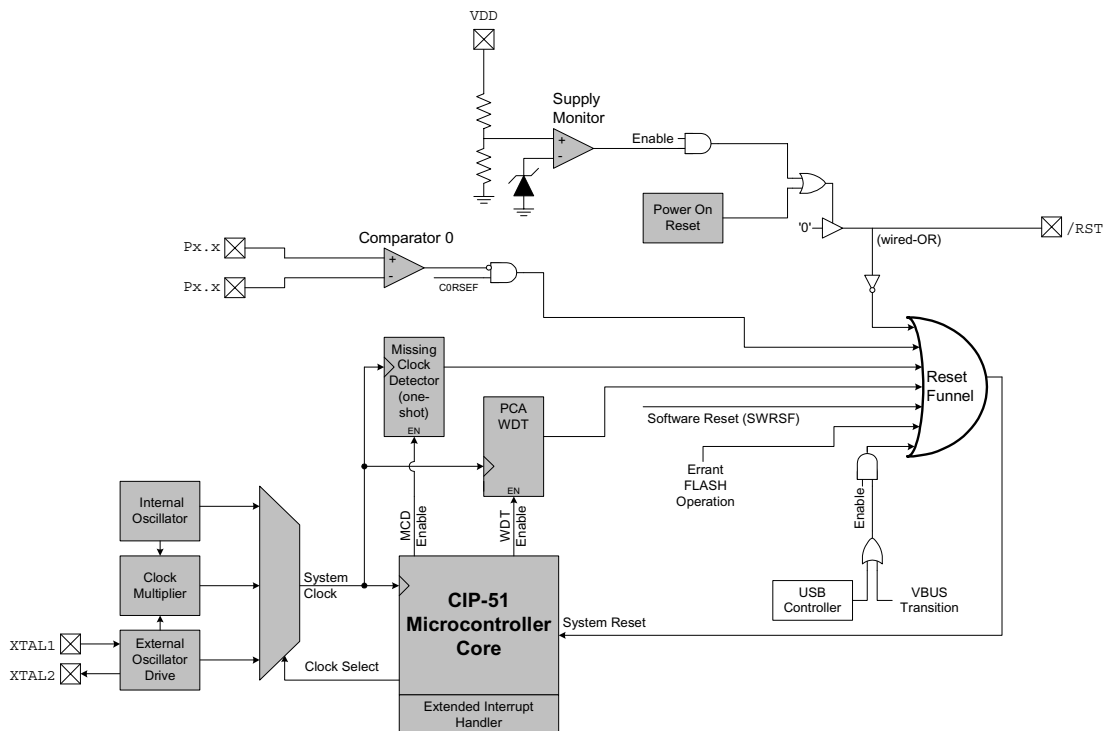 VDD
Supply
Monitor
+
-
Enable
Power On
Reset
'0'
(wired-OR)
/RST
Px.x
Px.x
Comparator 0
+
-
C0RSEF
Missing
Clock
Detector
(one-
shot)
EN
PCA
WDT
EN
Software Reset (SWRSF)
Errant
FLASH
Operation
Reset
Funnel
Enable
USB
Controller
VBUS
Transition
Internal
Oscillator
Clock
Multiplier
External
Oscillator
Drive
XTAL1
XTAL2
System
Clock
Clock Select
MCD
Enable
WDT
Enable
CIP-51
Microcontroller
Core
Extended Interrupt
Handler
System Reset